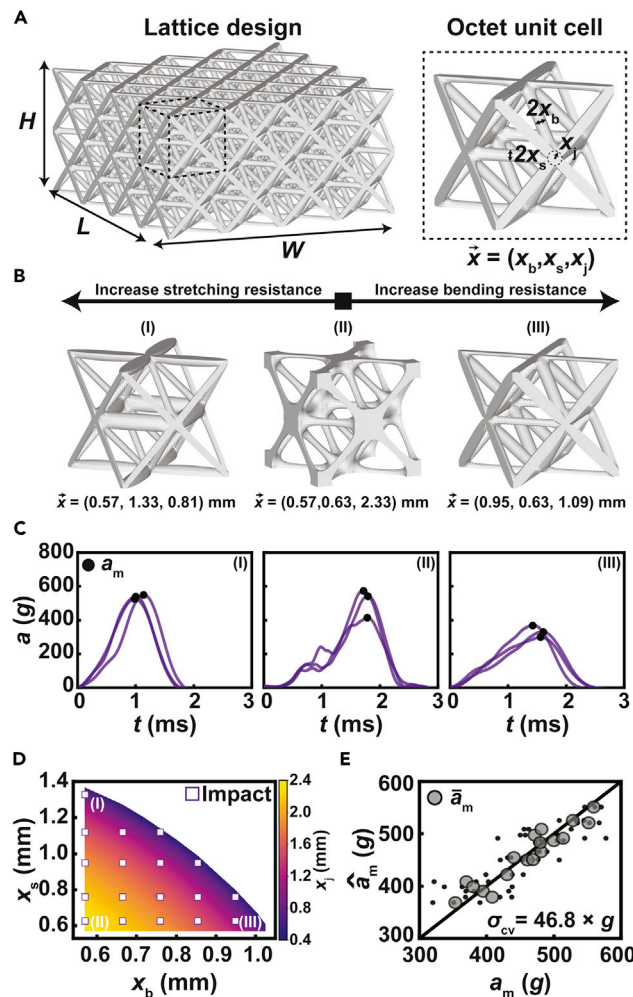 A
Lattice design
Octet unit cell
H
L
W
2x_b
2x_s
x_j
x⃗ = (x_b,x_s,x_j)
B
Increase stretching resistance
Increase bending resistance
(I)
(II)
(III)
x⃗ = (0.57, 1.33, 0.81) mm
x⃗ = (0.57,0.63, 2.33) mm
x⃗ = (0.95, 0.63, 1.09) mm
C
a (g)
800
600
400
200
0
a_m
(I)
(II)
(III)
0 1 2 3
0 1 2 3
0 1 2 3
t (ms)
t (ms)
t (ms)
D
x_s (mm)
1.4
1.2
1.0
0.8
0.6
(I)
(II)
(III)
Impact
0.6 0.7 0.8 0.9 1.0
x_b (mm)
2.4
2.0
1.6
1.2
0.8
0.4
x_j (mm)
E
â_m (g)
600
500
400
300
a̅_m
σ_cv = 46.8 × g
300 400 500 600
a_m (g)